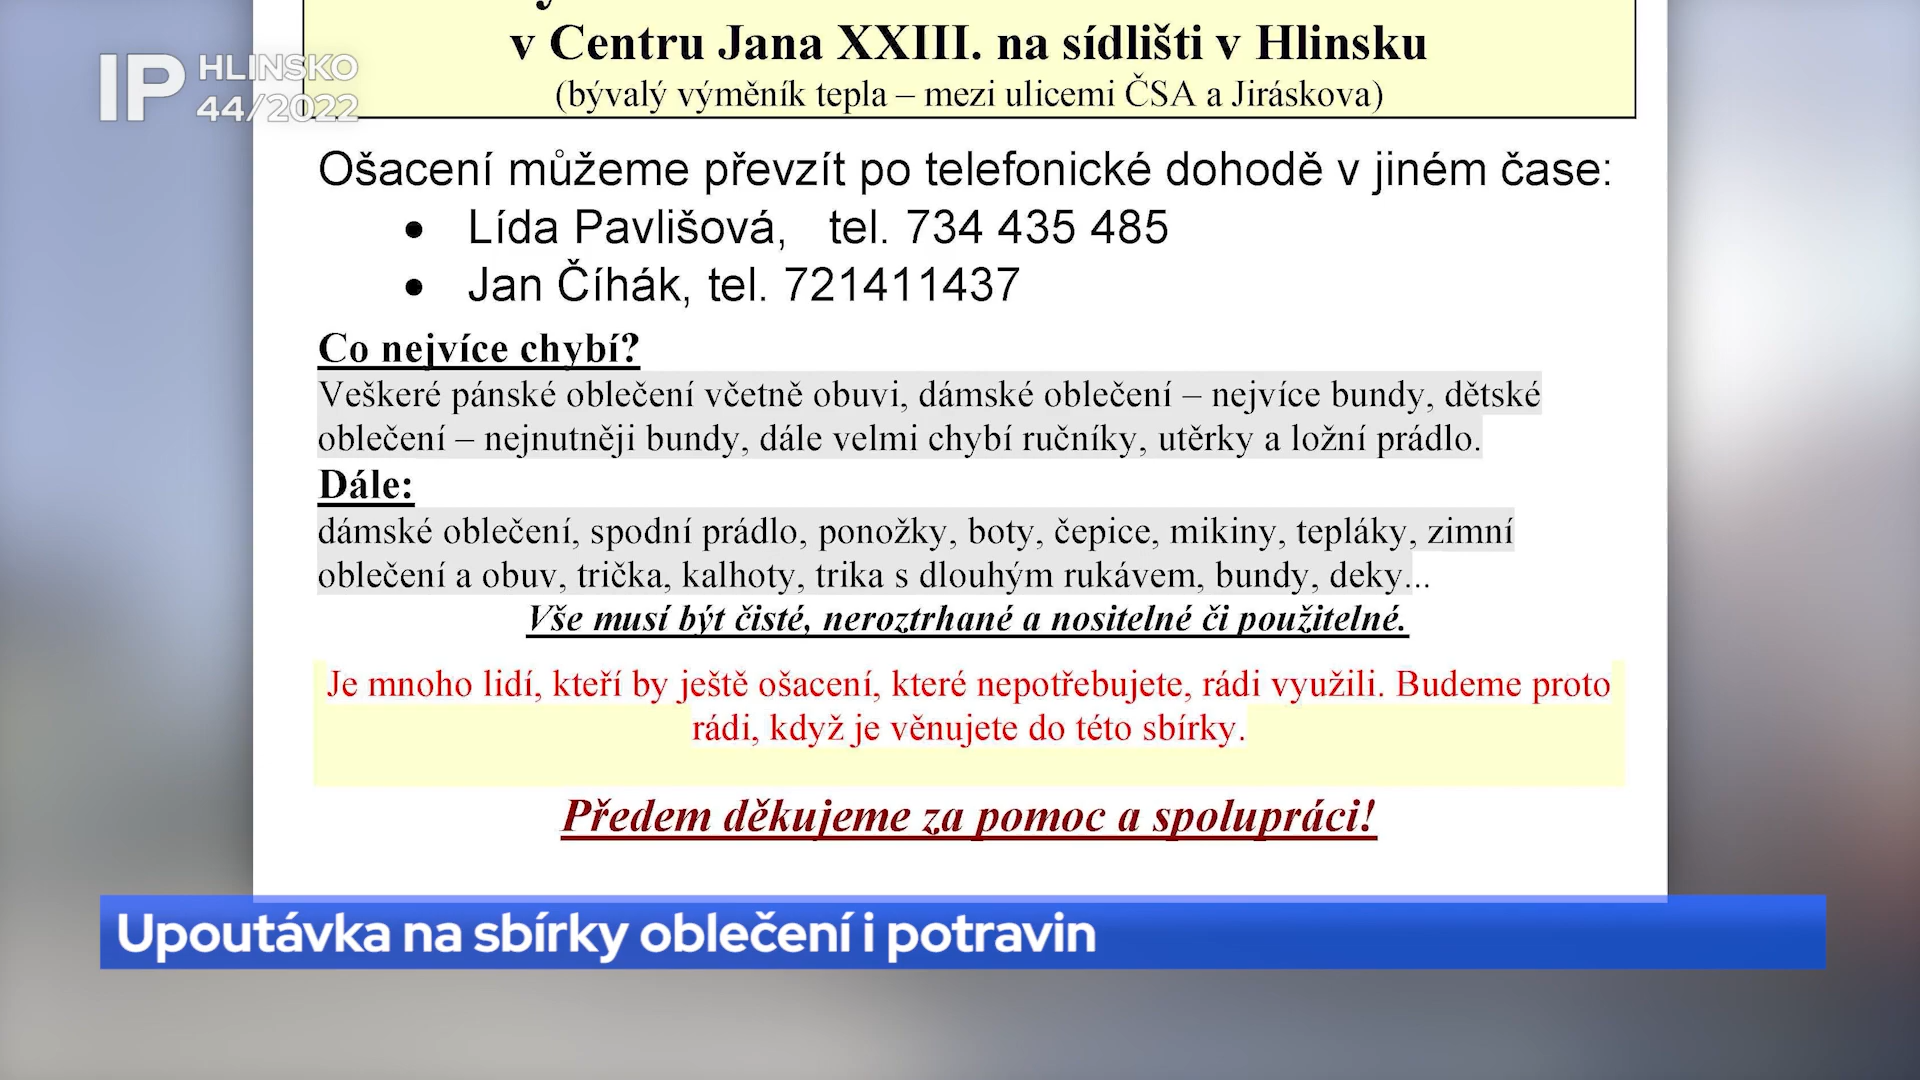 v Centru Jana XXIII. na sídlišti v Hlinsku
(bývalý výměník tepla – mezi ulicemi ČSA a Jiráskova)
IP HLINSKO
44/2022
Ošacení můžeme převzít po telefonické dohodě v jiném čase:
• Lída Pavlišová, tel. 734 435 485
• Jan Číhák, tel. 721411437
Co nejvíce chybí?
Veškeré pánské oblečení včetně obuvi, dámské oblečení – nejvíce bundy, dětské
oblečení – nejnutněji bundy, dále velmi chybí ručníky, utěrky a ložní prádlo.
Dále:
dámské oblečení, spodní prádlo, ponožky, boty, čepice, mikiny, tepláky, zimní
oblečení a obuv, trička, kalhoty, trika s dlouhým rukávem, bundy, deky...
Vše musí být čisté, neroztrhané a nositelné či použitelné.
Je mnoho lidí, kteří by ještě ošacení, které nepotřebujete, rádi využili. Budeme proto
rádi, když je věnujete do této sbírky.
Předem děkujeme za pomoc a spolupráci!
Upoutávka na sbírky oblečení i potravin